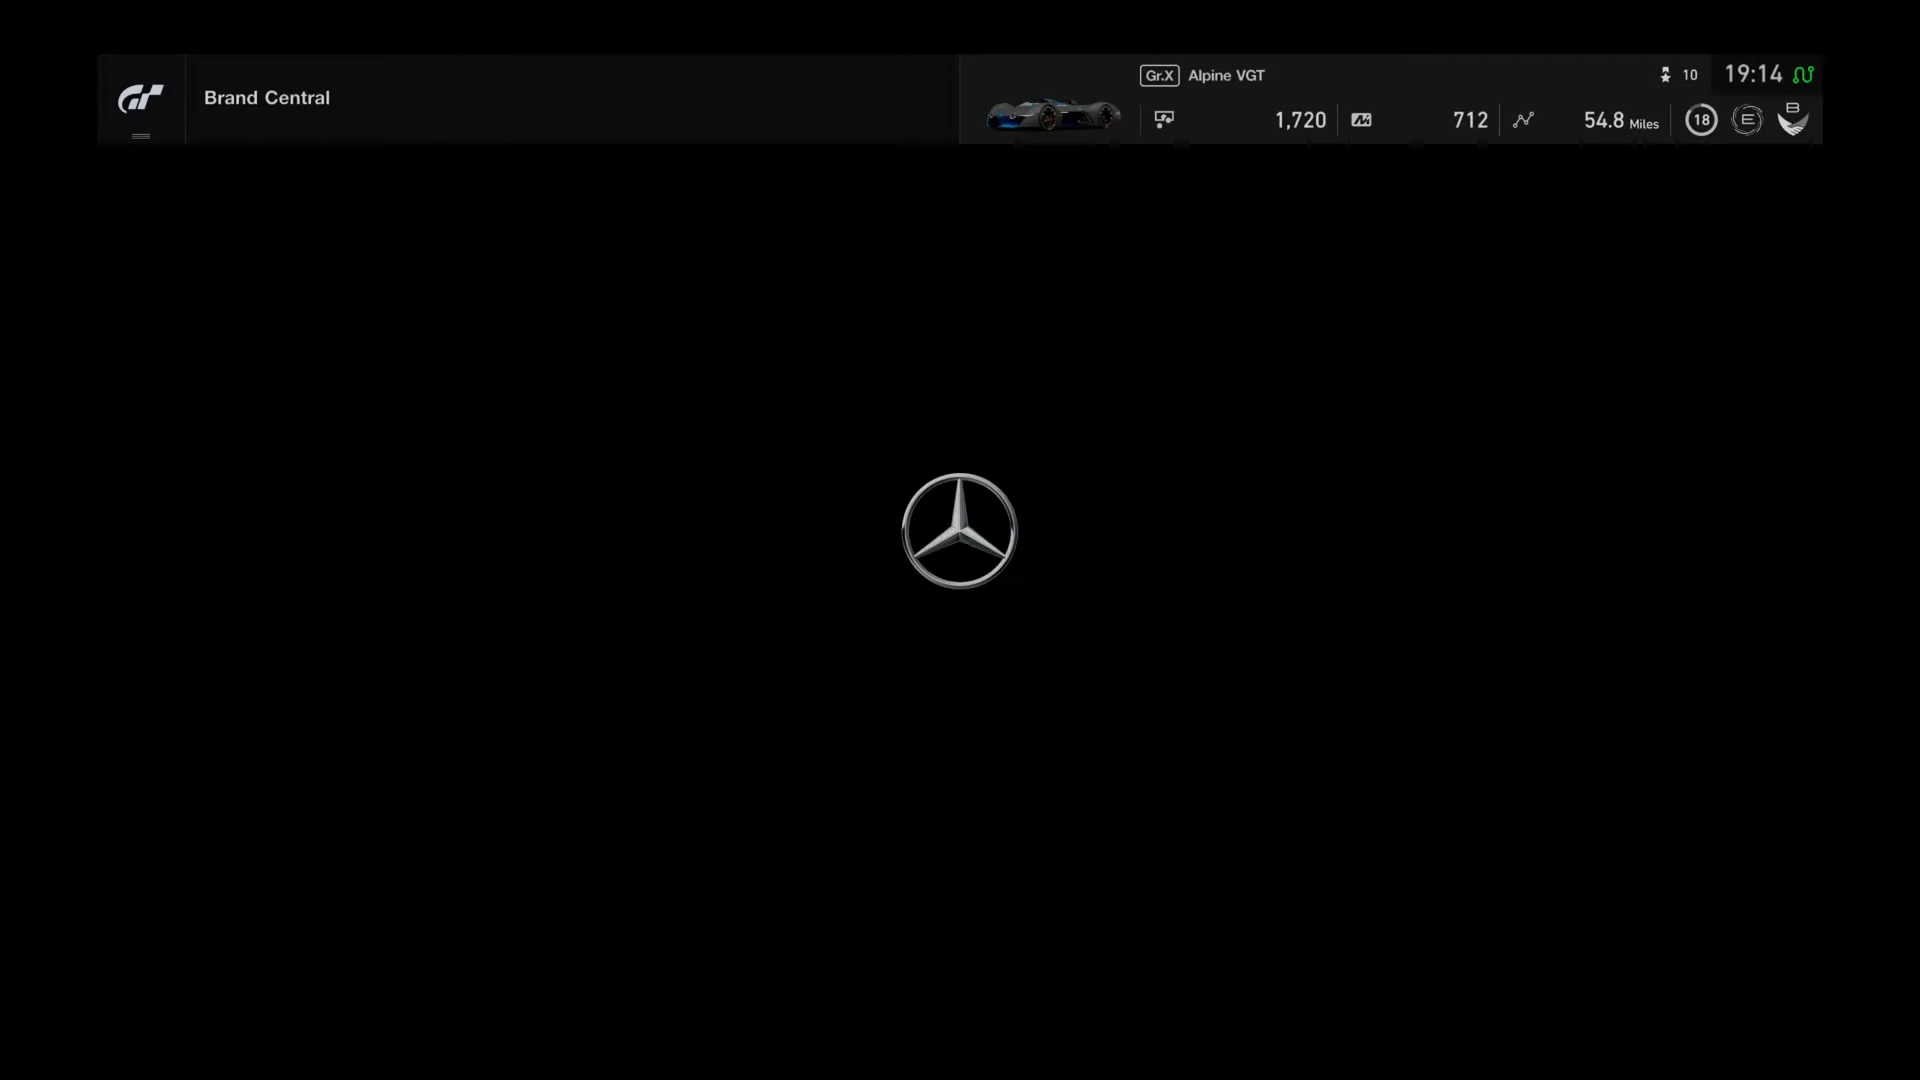 Brand Central
Gr.X Alpine VGT
10
19:14
1,720
712
54.8 Miles
18
E
B